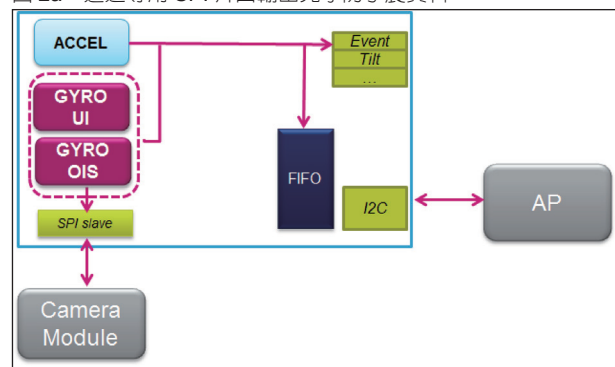 ACCEL
Event
Tilt
...
GYRO
UI
GYRO
OIS
FIFO
I2C
AP
SPI slave
Camera
Module